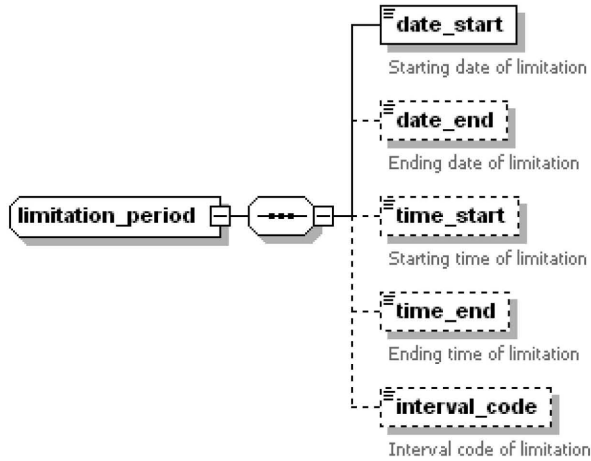 date_start
Starting date of limitation
date_end
Ending date of limitation
limitation_period
time_start
Starting time of limitation
time_end
Ending time of limitation
interval_code
Interval code of limitation